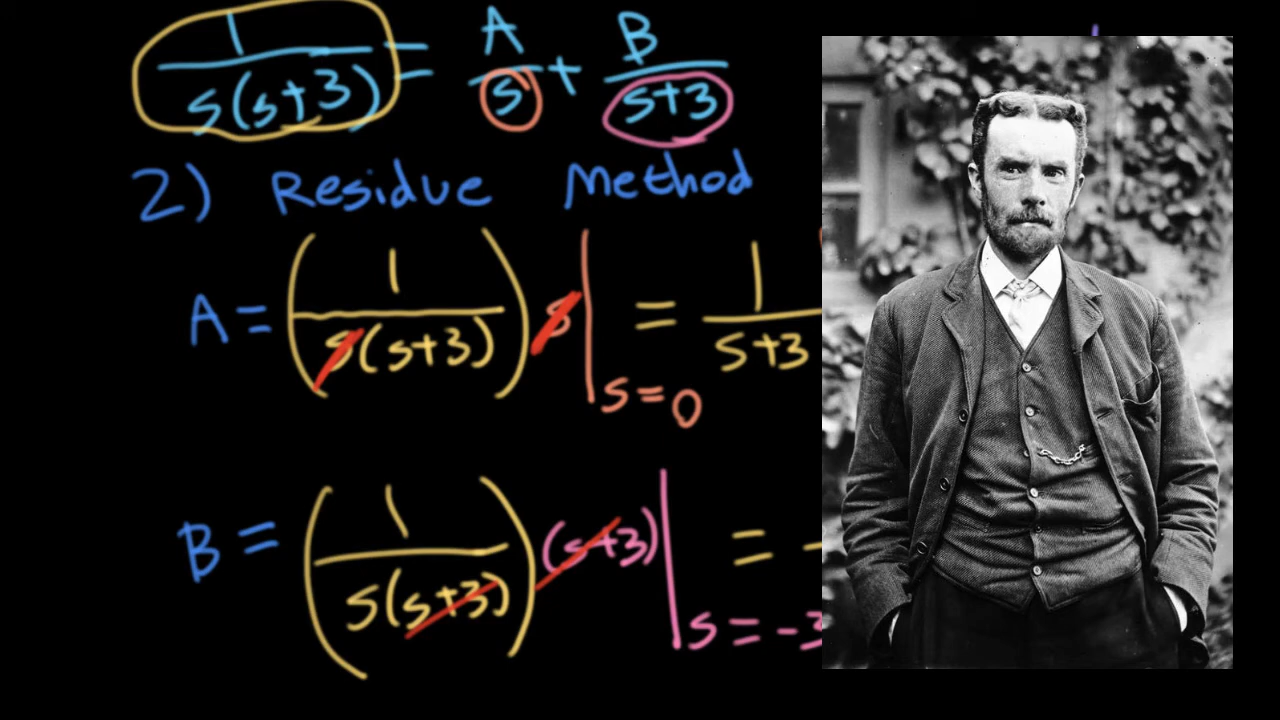 1/(s(s+3)) = A/s + B/(s+3)
2) Residue Method
A = (1/(s(s+3))) s |s=0 = 1/(s+3)
B = (1/(s(s+3))) (s+3) |s=-3 =